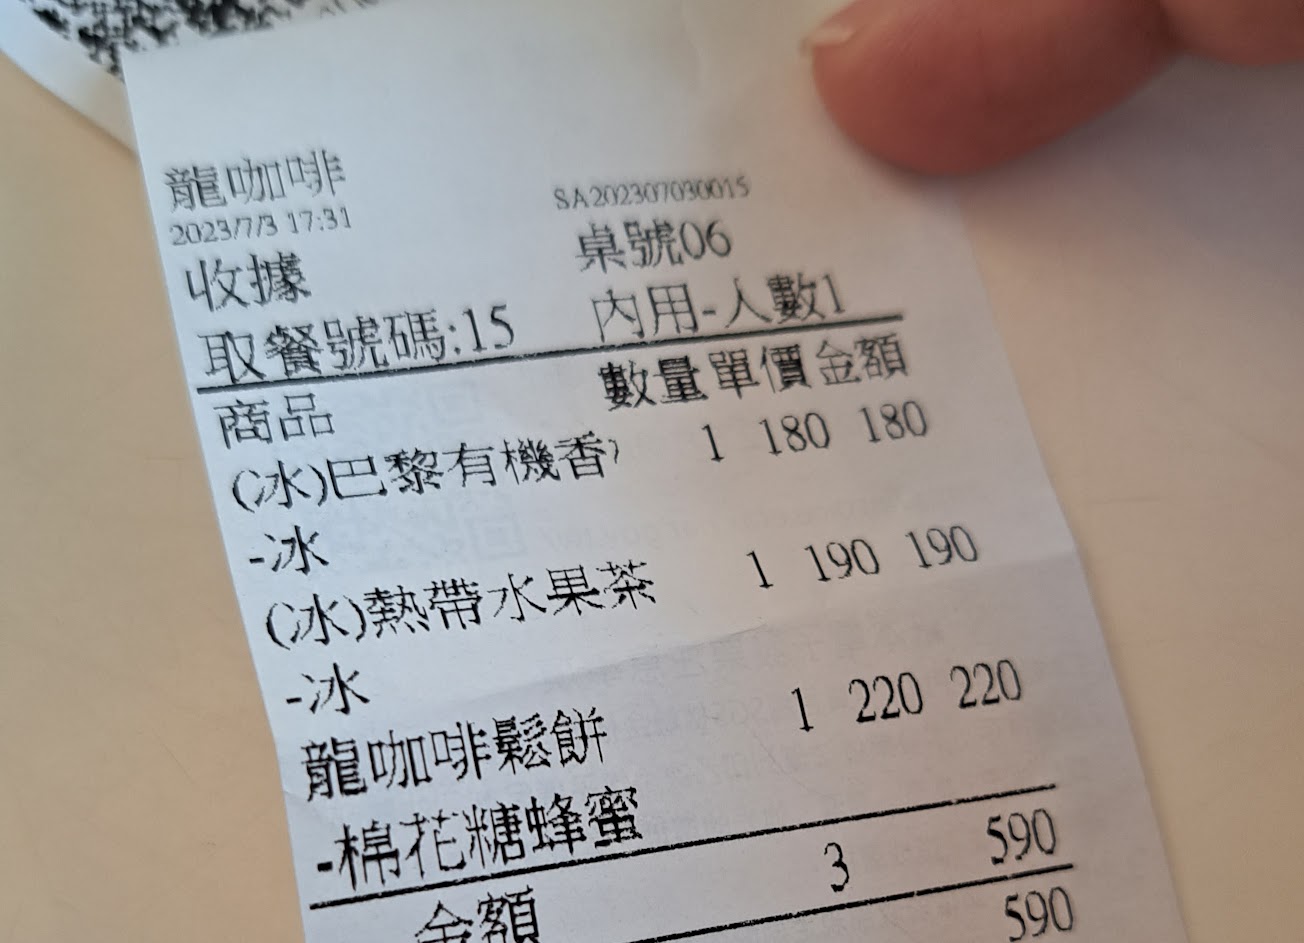 龍咖啡
2023/7/3 17:31 SA202307030015
收據 桌號06
取餐號碼:15 內用-人數1
商品 數量 單價 金額
(冰)巴黎有機香 1 180 180
-冰
(冰)熱帶水果茶 1 190 190
-冰
龍咖啡鬆餅 1 220 220
-棉花糖蜂蜜
金額 3 590
590